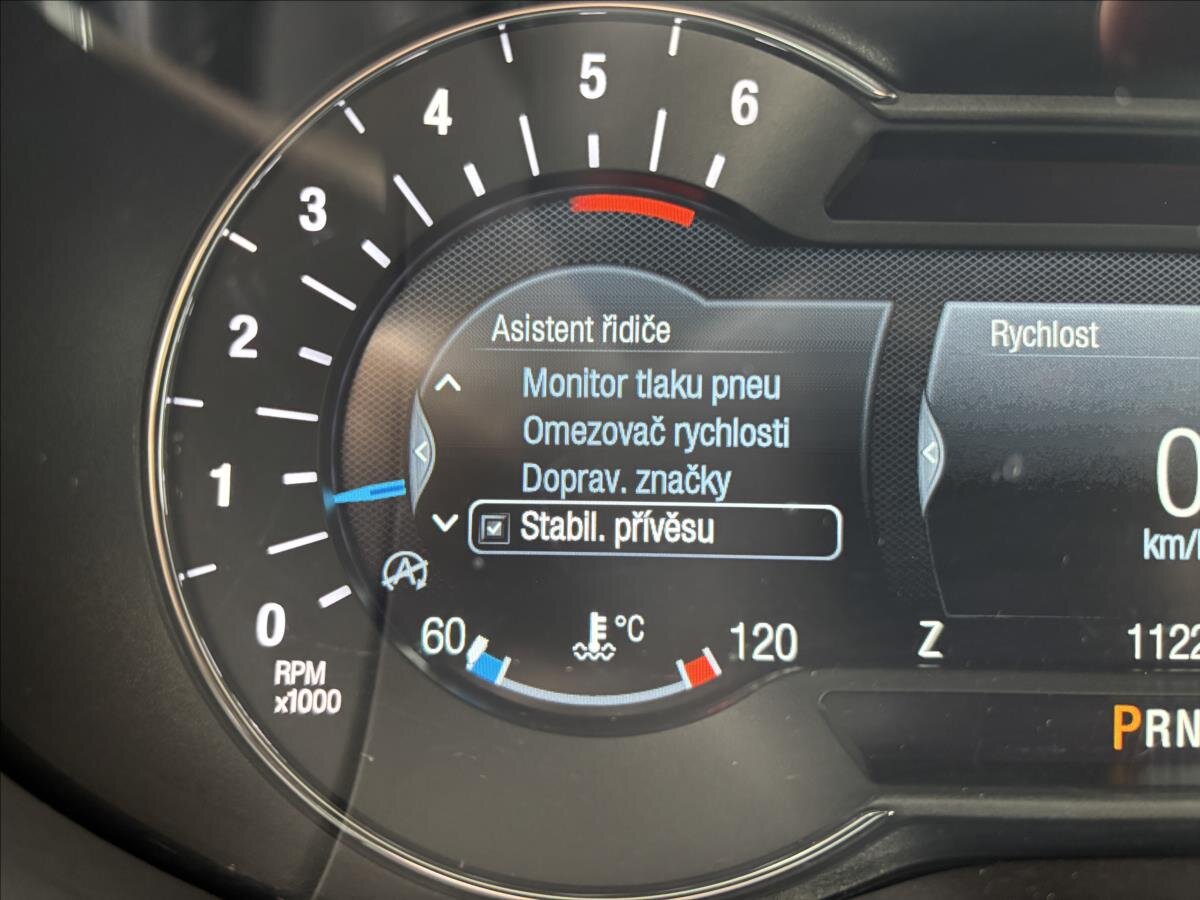 5
4
6
3
2
1
0
RPM
x1000
Asistent řidiče
Monitor tlaku pneu
Omezovač rychlosti
Doprav. značky
Stabil. přívěsu
A
60
°C
120
Rychlost
0
Z
PRN